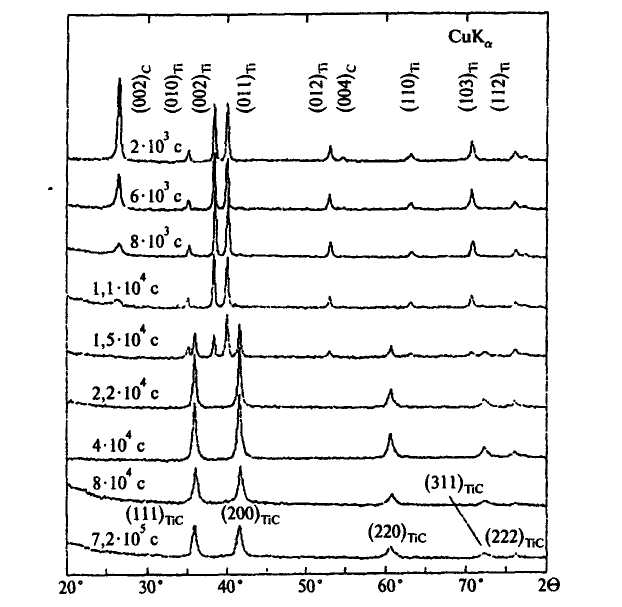 CuKα
(002)C (010)Ti (002)Ti (011)Ti (012)Ti (004)C (110)Ti (103)Ti (112)Ti
2·10³ с
6·10³ с
8·10³ с
1,1·10⁴ с
1,5·10⁴ с
2,2·10⁴ с
4·10⁴ с
8·10⁴ с
(311)TiC
(111)TiC (200)TiC
(220)TiC (222)TiC
7,2·10⁵ с
20° 30° 40° 50° 60° 70° 2Θ